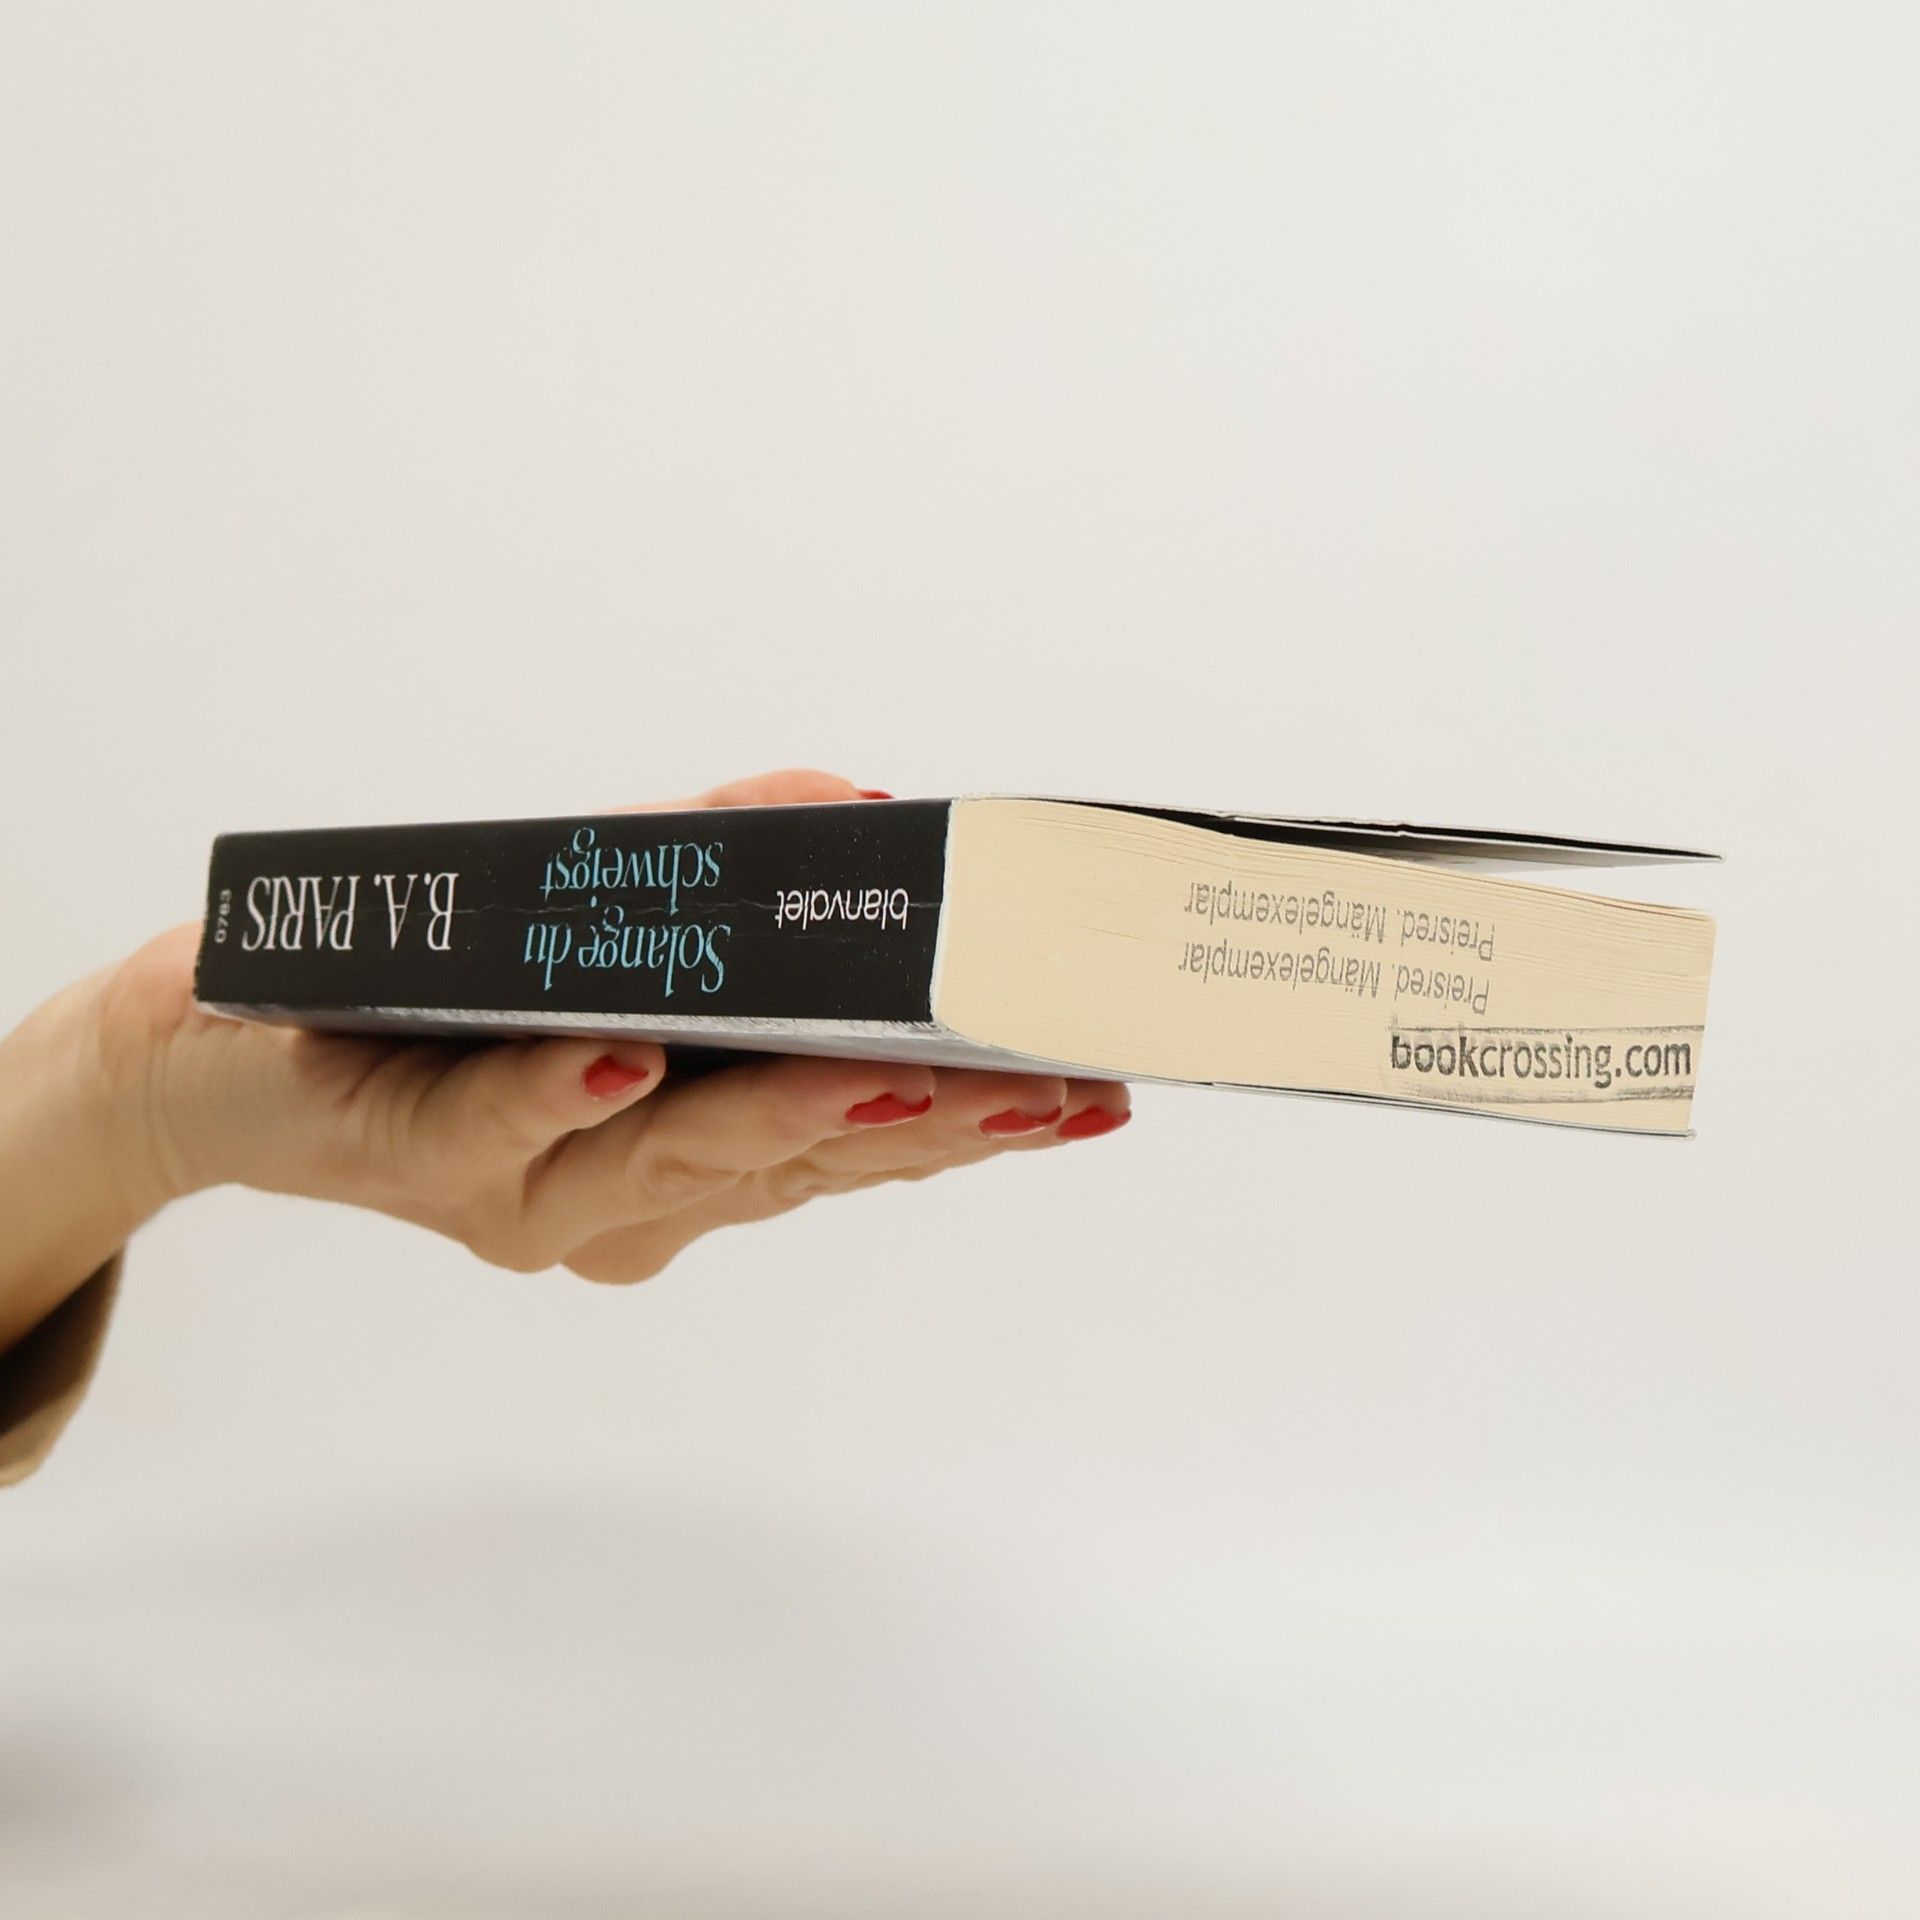 0783
B.A. PARIS
Solange du
schweigst
blanvalet
Preisred. Mängelexemplar
Preisred. Mängelexemplar
bookcrossing.com